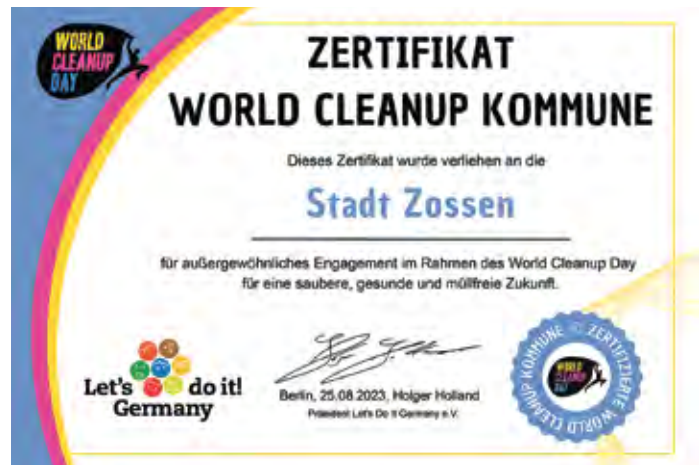 WORLD
CLEANUP
DAY
ZERTIFIKAT
WORLD CLEANUP KOMMUNE
Dieses Zertifikat wurde verliehen an die
Stadt Zossen
für außergewöhnliches Engagement im Rahmen des World Cleanup Day
für eine saubere, gesunde und müllfreie Zukunft.
Let's do it!
Germany
Berlin, 25.08.2023, Holger Holland
Präsident Let's Do It Germany e.V.
ZERTIFIZIERTE WORLD CLEANUP KOMMUNE
WORLD
CLEANUP
DAY